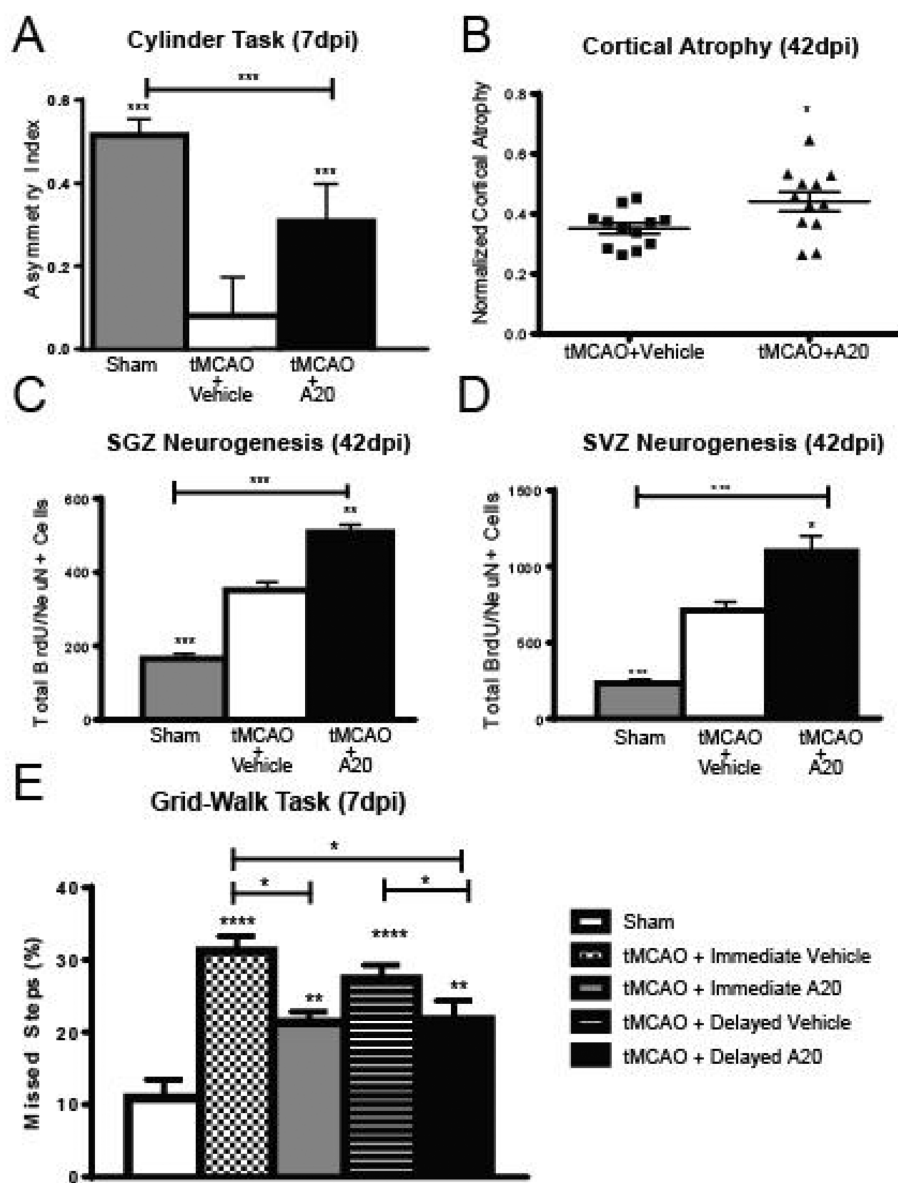 A
Cylinder Task (7dpi)
***
***
***
Asymmetry Index
0.8
0.4
0.2
0.0
Sham
tMCAO
+
Vehicle
tMCAO
+
A20
B
Cortical Atrophy (42dpi)
*
Normalized Cortical Atrophy
0.8
0.6
0.4
0.2
0.0
tMCAO+Vehicle
tMCAO+A20
C
SGZ Neurogenesis (42dpi)
***
**
***
Total BrdU/NeuN + Cells
600
400
200
0
Sham
tMCAO
+
Vehicle
tMCAO
+
A20
D
SVZ Neurogenesis (42dpi)
***
*
***
Total BrdU/NeuN + Cells
1500
1000
500
0
Sham
tMCAO
+
Vehicle
tMCAO
+
A20
E
Grid-Walk Task (7dpi)
*
*
*
****
****
**
**
Missed Steps (%)
40
30
20
10
0
Sham
tMCAO + Immediate Vehicle
tMCAO + Immediate A20
tMCAO + Delayed Vehicle
tMCAO + Delayed A20